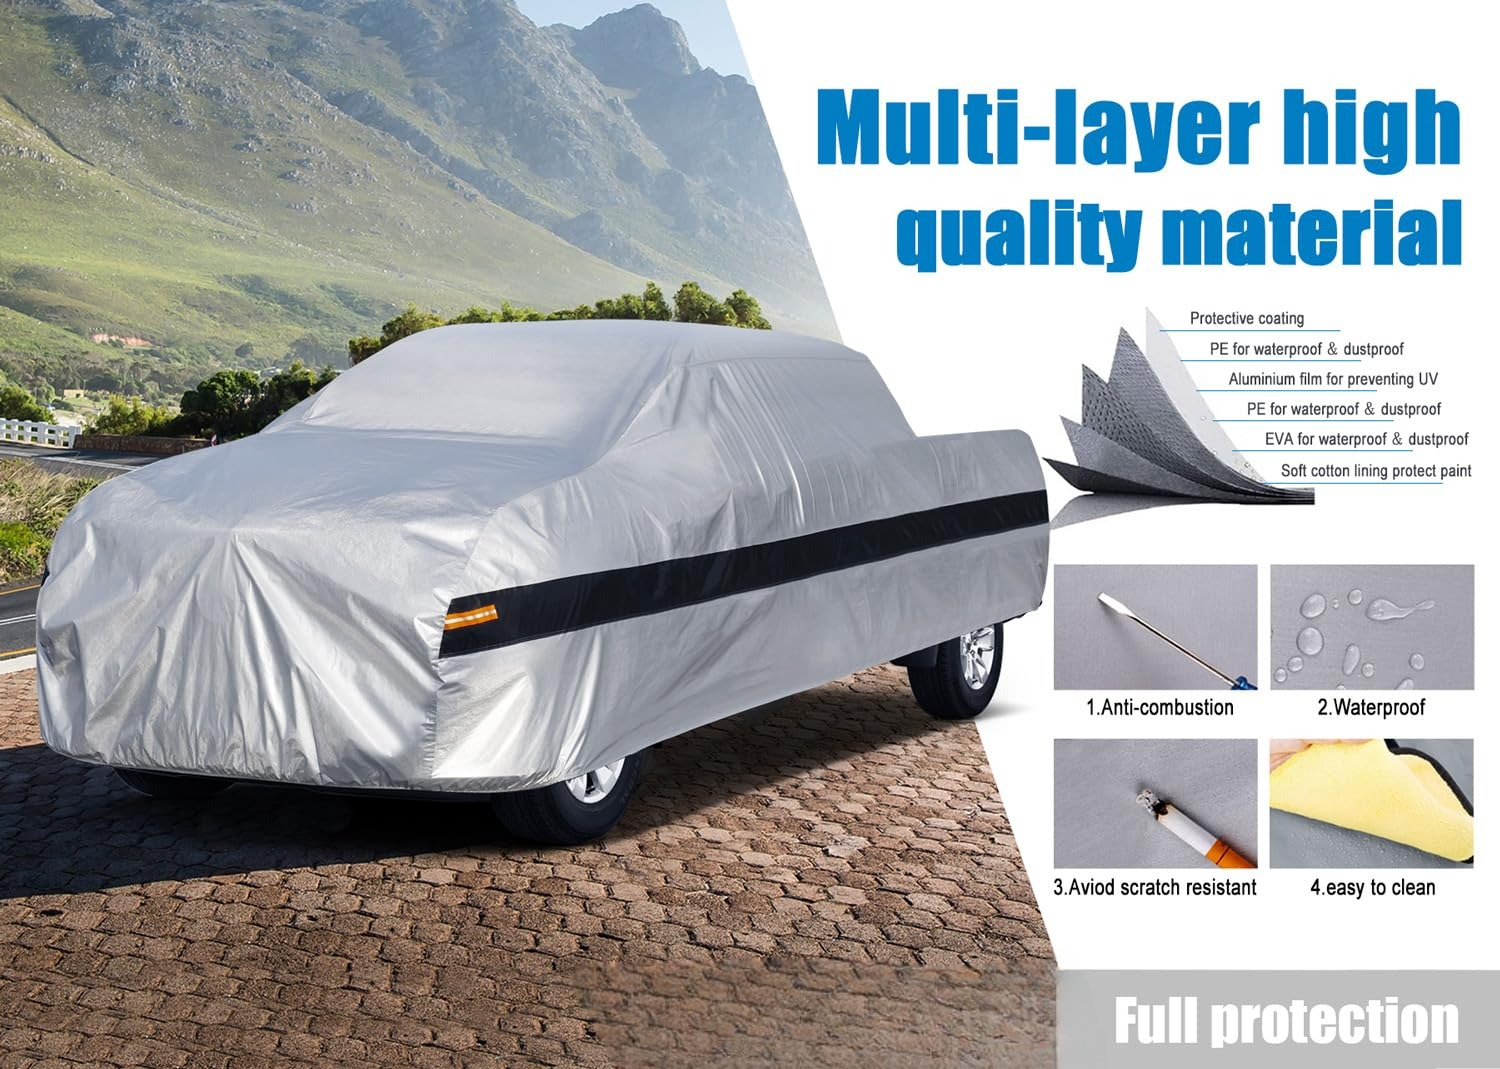 Multi-layer high
quality material
Protective coating
PE for waterproof & dustproof
Aluminium film for preventing UV
PE for waterproof & dustproof
EVA for waterproof & dustproof
Soft cotton lining protect paint
1.Anti-combustion
2.Waterproof
3.Aviod scratch resistant
4.easy to clean
Full protection